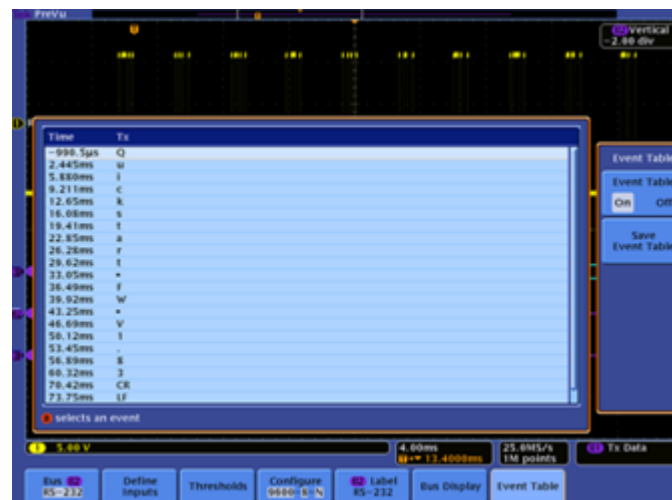 PreVu
B2 Vertical
-2.00 div
Time Tx
-990.5µs Q
2.445ms u
5.880ms i
9.211ms c
12.65ms k
16.08ms s
19.41ms t
22.85ms a
26.28ms r
29.62ms t
33.05ms
36.49ms F
39.92ms W
43.25ms
46.69ms V
50.12ms 1
53.45ms .
56.89ms 8
60.32ms 3
70.42ms CR
73.75ms LF
a selects an event
Event Table
Event Table
On Off
Save
Event Table
1 5.00 V
4.00ms
13.4000ms
25.0MS/s
1M points
Tx Data
Bus B2
RS-232
Define
Inputs
Thresholds
Configure
9600-8-N
B2 Label
RS-232
Bus Display
Event Table